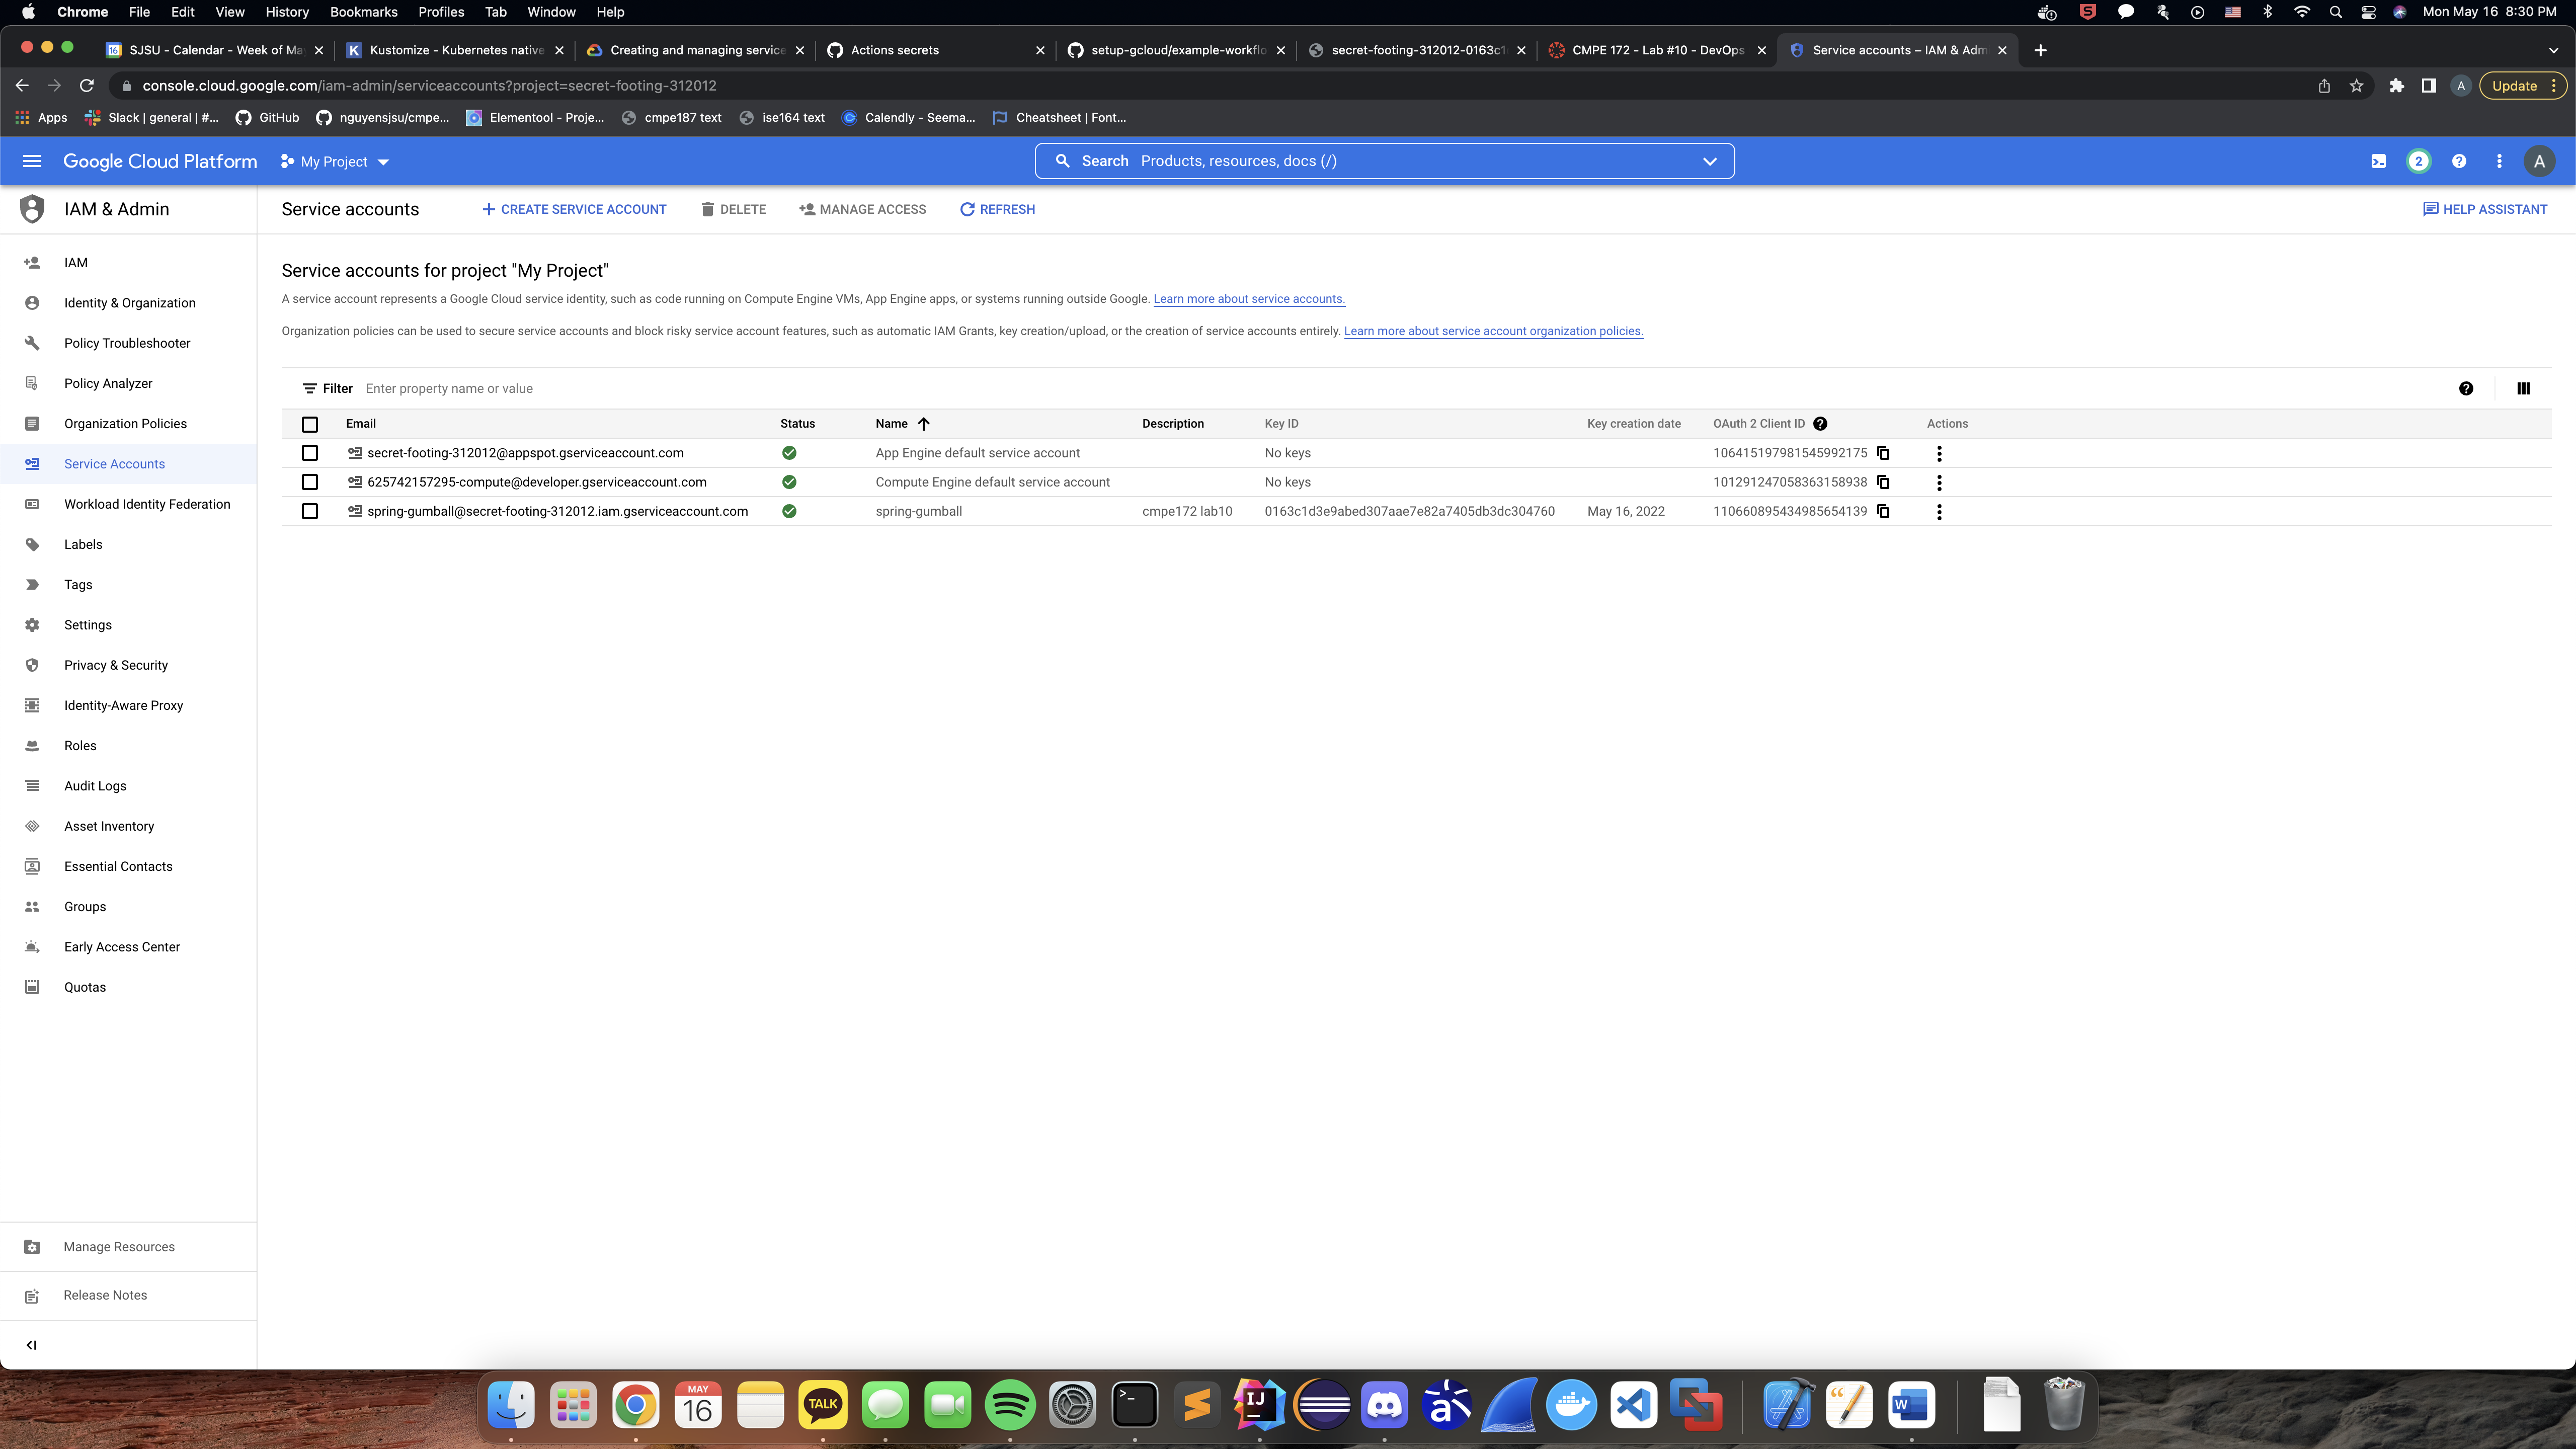 Chrome File Edit View History Bookmarks Profiles Tab Window Help Mon May 16 8:30 PM
SJSU - Calendar - Week of Ma Kustomize - Kubernetes native Creating and managing service Actions secrets setup-gcloud/example-workflo secret-footing-312012-0163c1 CMPE 172 - Lab #10 - DevOps Service accounts – IAM & Adm
console.cloud.google.com/iam-admin/serviceaccounts?project=secret-footing-312012 A Update
Apps Slack | general | #... GitHub nguyensjsu/cmpe... Elementool - Proje... cmpe187 text ise164 text Calendly - Seema... Cheatsheet | Font...
Google Cloud Platform My Project Search Products, resources, docs (/) 2 A
IAM & Admin Service accounts CREATE SERVICE ACCOUNT DELETE MANAGE ACCESS REFRESH HELP ASSISTANT
IAM
Identity & Organization
Policy Troubleshooter
Policy Analyzer
Organization Policies
Service Accounts
Workload Identity Federation
Labels
Tags
Settings
Privacy & Security
Identity-Aware Proxy
Roles
Audit Logs
Asset Inventory
Essential Contacts
Groups
Early Access Center
Quotas
Manage Resources
Release Notes
Service accounts for project "My Project"
A service account represents a Google Cloud service identity, such as code running on Compute Engine VMs, App Engine apps, or systems running outside Google. Learn more about service accounts.
Organization policies can be used to secure service accounts and block risky service account features, such as automatic IAM Grants, key creation/upload, or the creation of service accounts entirely. Learn more about service account organization policies.
Filter Enter property name or value
Email Status Name Description Key ID Key creation date OAuth 2 Client ID Actions
secret-footing-312012@appspot.gserviceaccount.com App Engine default service account No keys 106415197981545992175
625742157295-compute@developer.gserviceaccount.com Compute Engine default service account No keys 101291247058363158938
spring-gumball@secret-footing-312012.iam.gserviceaccount.com spring-gumball cmpe172 lab10 0163c1d3e9abed307aae7e82a7405db3dc304760 May 16, 2022 110660895434985654139
MAY
16
TALK
IJ
W